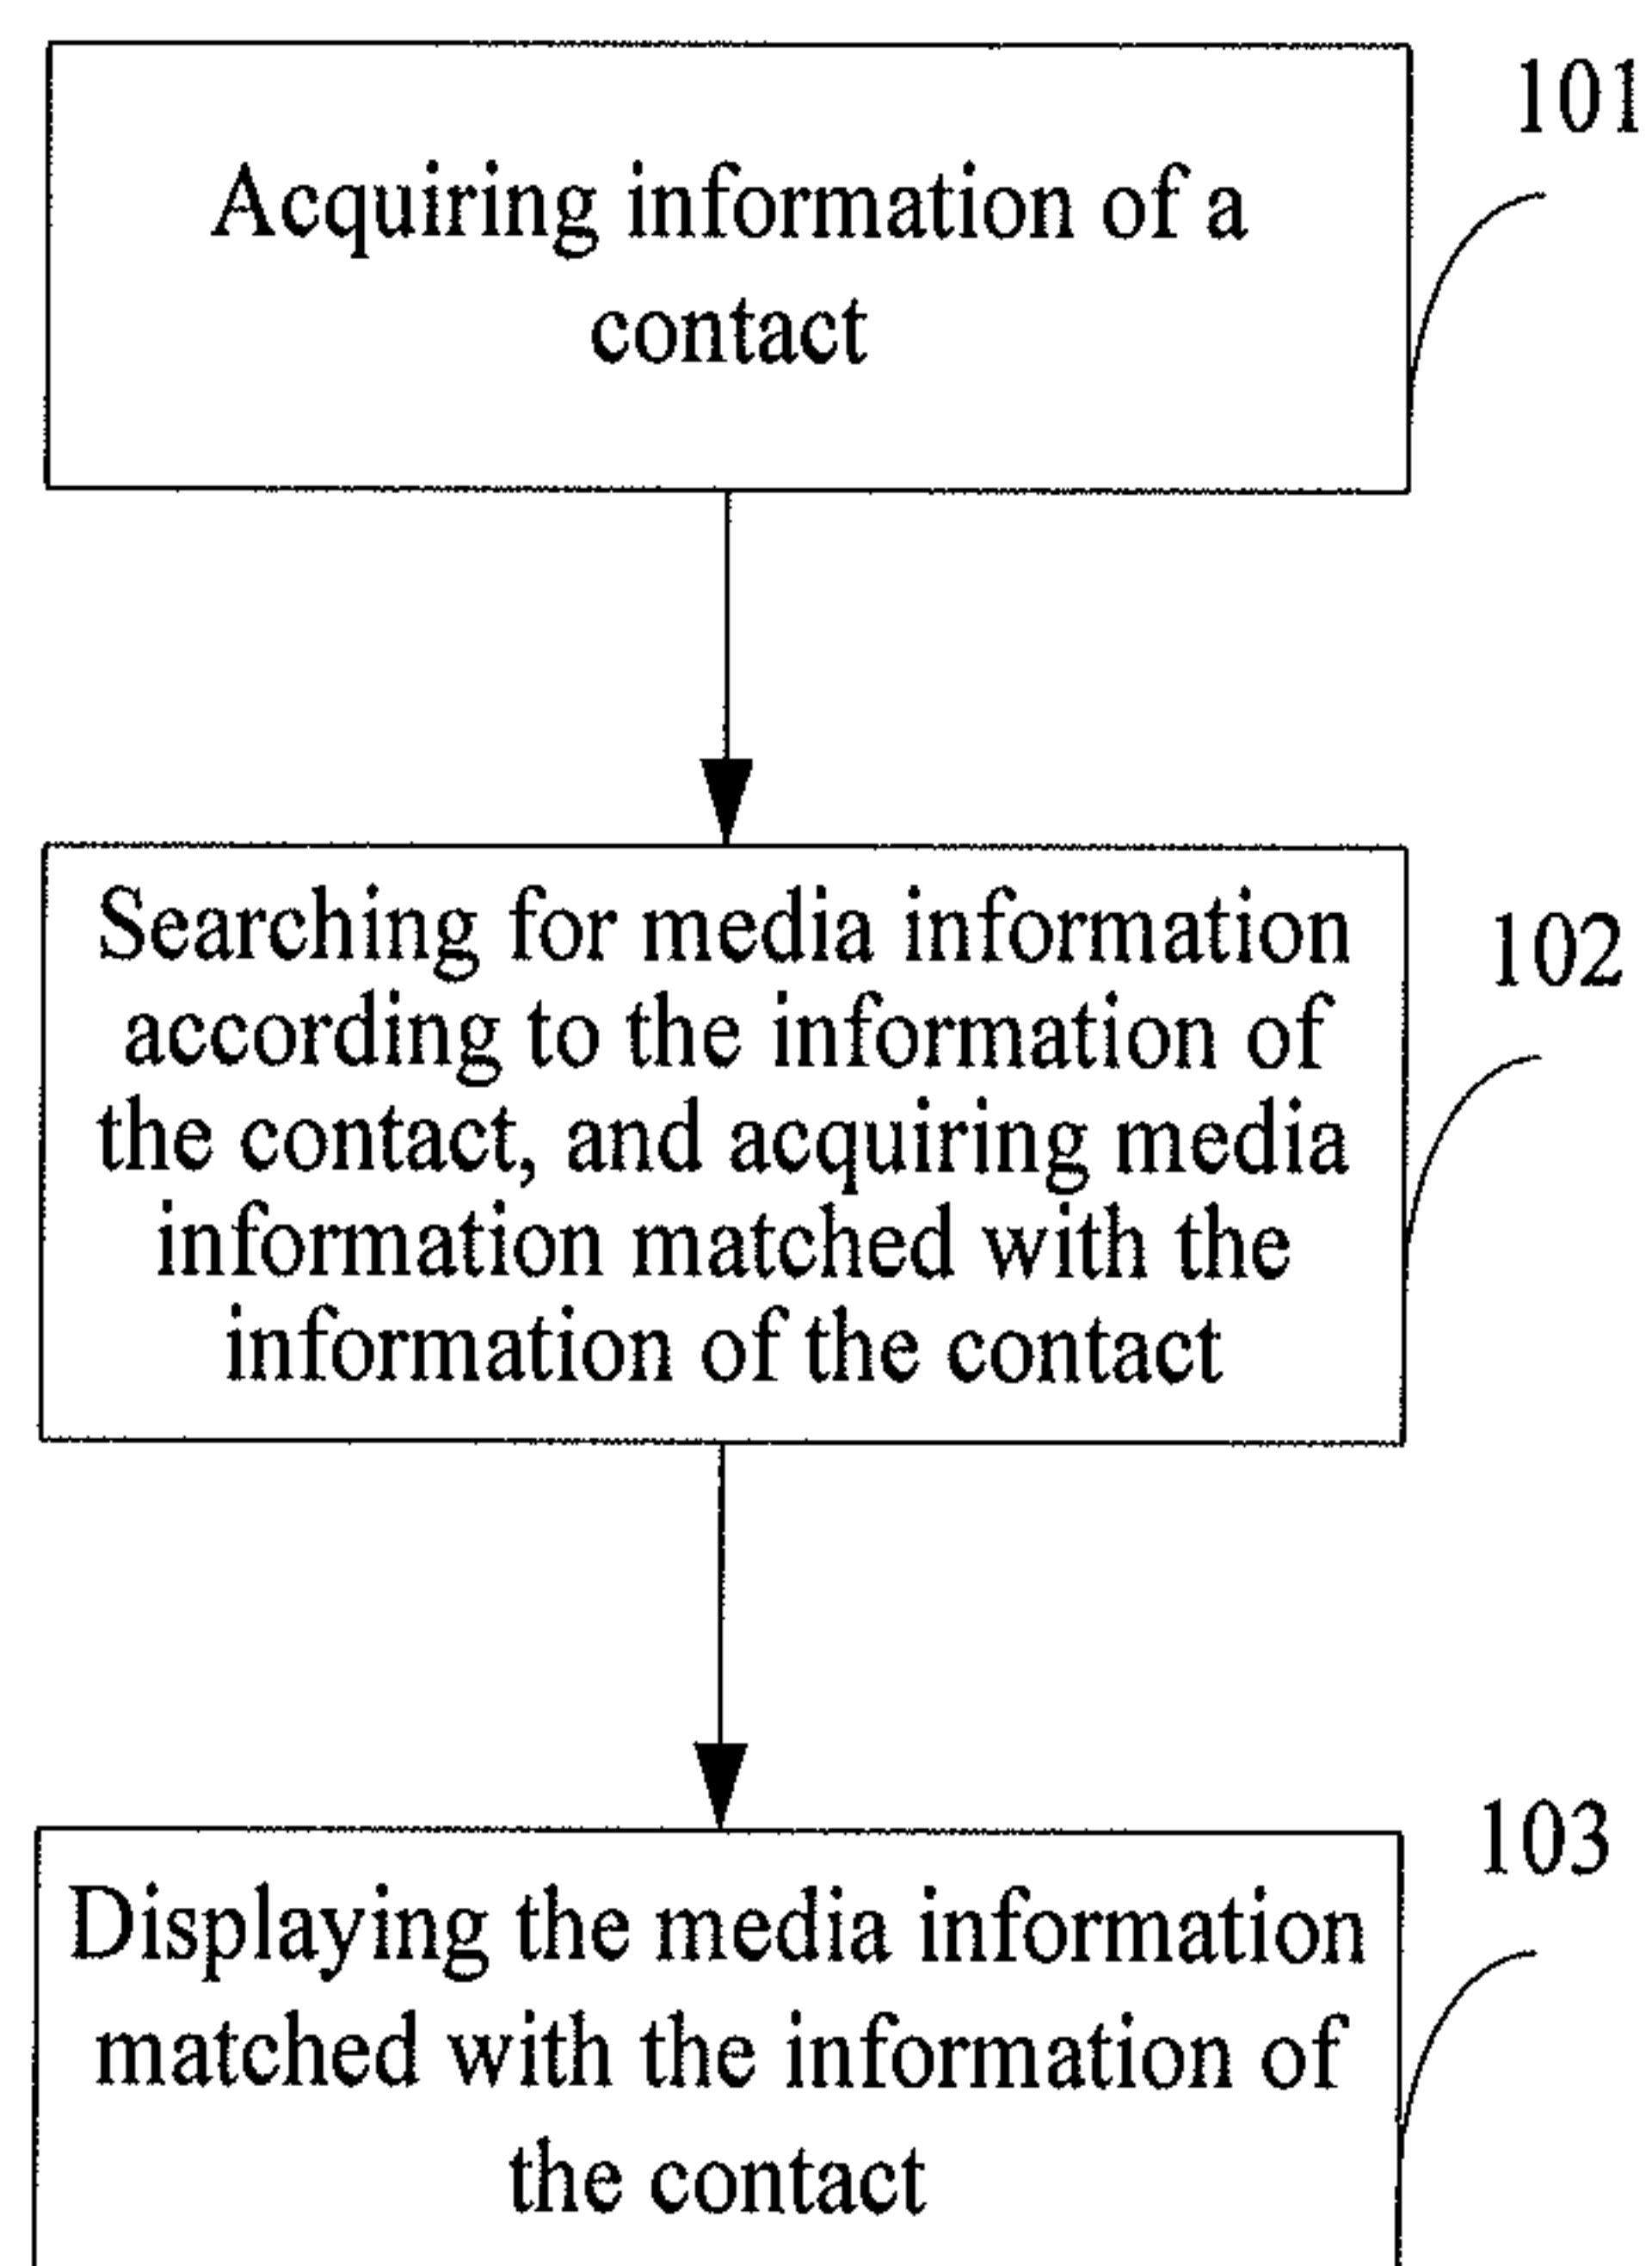 101
Acquiring information of a
contact
Searching for media information
according to the information of
the contact, and acquiring media
information matched with the
information of the contact
102
103
Displaying the media information
matched with the information of
the contact